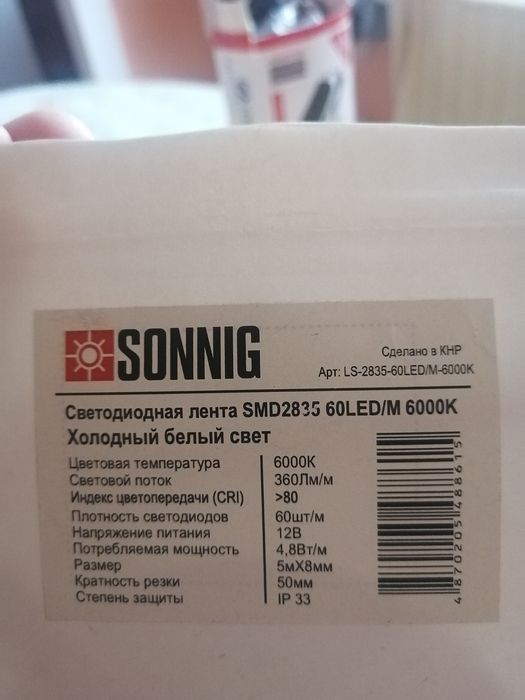 SONNIG
Сделано в КНР
Арт: LS-2835-60LED/M-6000K
Светодиодная лента SMD2835 60LED/M 6000K
Холодный белый свет
Цветовая температура 6000K
Световой поток 360Лм/м
Индекс цветопередачи (CRI) >80
Плотность светодиодов 60шт/м
Напряжение питания 12В
Потребляемая мощность 4,8Вт/м
Размер 5мХ8мм
Кратность резки 50мм
Степень защиты IP 33
4870205488615